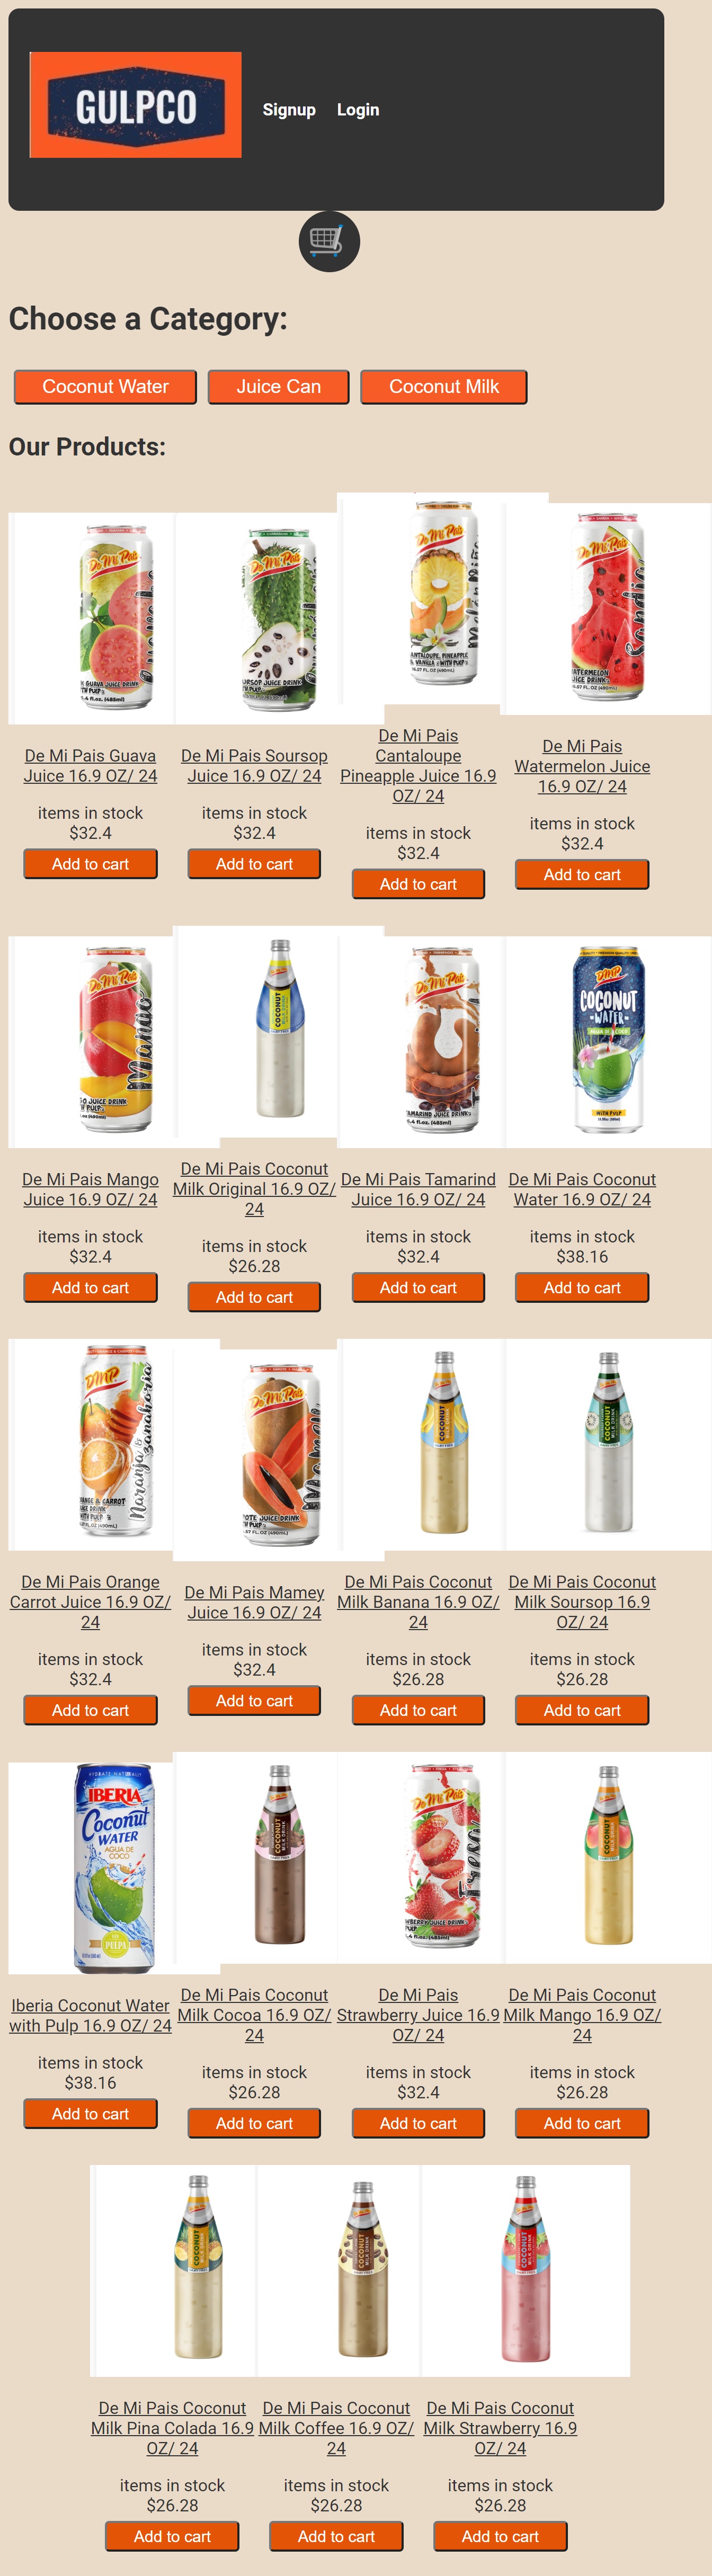 GULPCO
Signup Login
Choose a Category:
Coconut Water Juice Can Coconut Milk
Our Products:
De Mi Pais Guava
Juice 16.9 OZ/ 24
items in stock
$32.4
Add to cart
De Mi Pais Soursop
Juice 16.9 OZ/ 24
items in stock
$32.4
Add to cart
De Mi Pais
Cantaloupe
Pineapple Juice 16.9
OZ/ 24
items in stock
$32.4
Add to cart
De Mi Pais
Watermelon Juice
16.9 OZ/ 24
items in stock
$32.4
Add to cart
COCONUT
WATER
WITH PULP
De Mi Pais Mango
Juice 16.9 OZ/ 24
items in stock
$32.4
Add to cart
De Mi Pais Coconut
Milk Original 16.9 OZ/
24
items in stock
$26.28
Add to cart
De Mi Pais Tamarind
Juice 16.9 OZ/ 24
items in stock
$32.4
Add to cart
De Mi Pais Coconut
Water 16.9 OZ/ 24
items in stock
$38.16
Add to cart
De Mi Pais Orange
Carrot Juice 16.9 OZ/
24
items in stock
$32.4
Add to cart
De Mi Pais Mamey
Juice 16.9 OZ/ 24
items in stock
$32.4
Add to cart
De Mi Pais Coconut
Milk Banana 16.9 OZ/
24
items in stock
$26.28
Add to cart
De Mi Pais Coconut
Milk Soursop 16.9
OZ/ 24
items in stock
$26.28
Add to cart
IBERIA
Coconut
WATER
AGUA DE
COCO
Iberia Coconut Water
with Pulp 16.9 OZ/ 24
items in stock
$38.16
Add to cart
De Mi Pais Coconut
Milk Cocoa 16.9 OZ/
24
items in stock
$26.28
Add to cart
De Mi Pais
Strawberry Juice 16.9
OZ/ 24
items in stock
$32.4
Add to cart
De Mi Pais Coconut
Milk Mango 16.9 OZ/
24
items in stock
$26.28
Add to cart
De Mi Pais Coconut
Milk Pina Colada 16.9
OZ/ 24
items in stock
$26.28
Add to cart
De Mi Pais Coconut
Milk Coffee 16.9 OZ/
24
items in stock
$26.28
Add to cart
De Mi Pais Coconut
Milk Strawberry 16.9
OZ/ 24
items in stock
$26.28
Add to cart